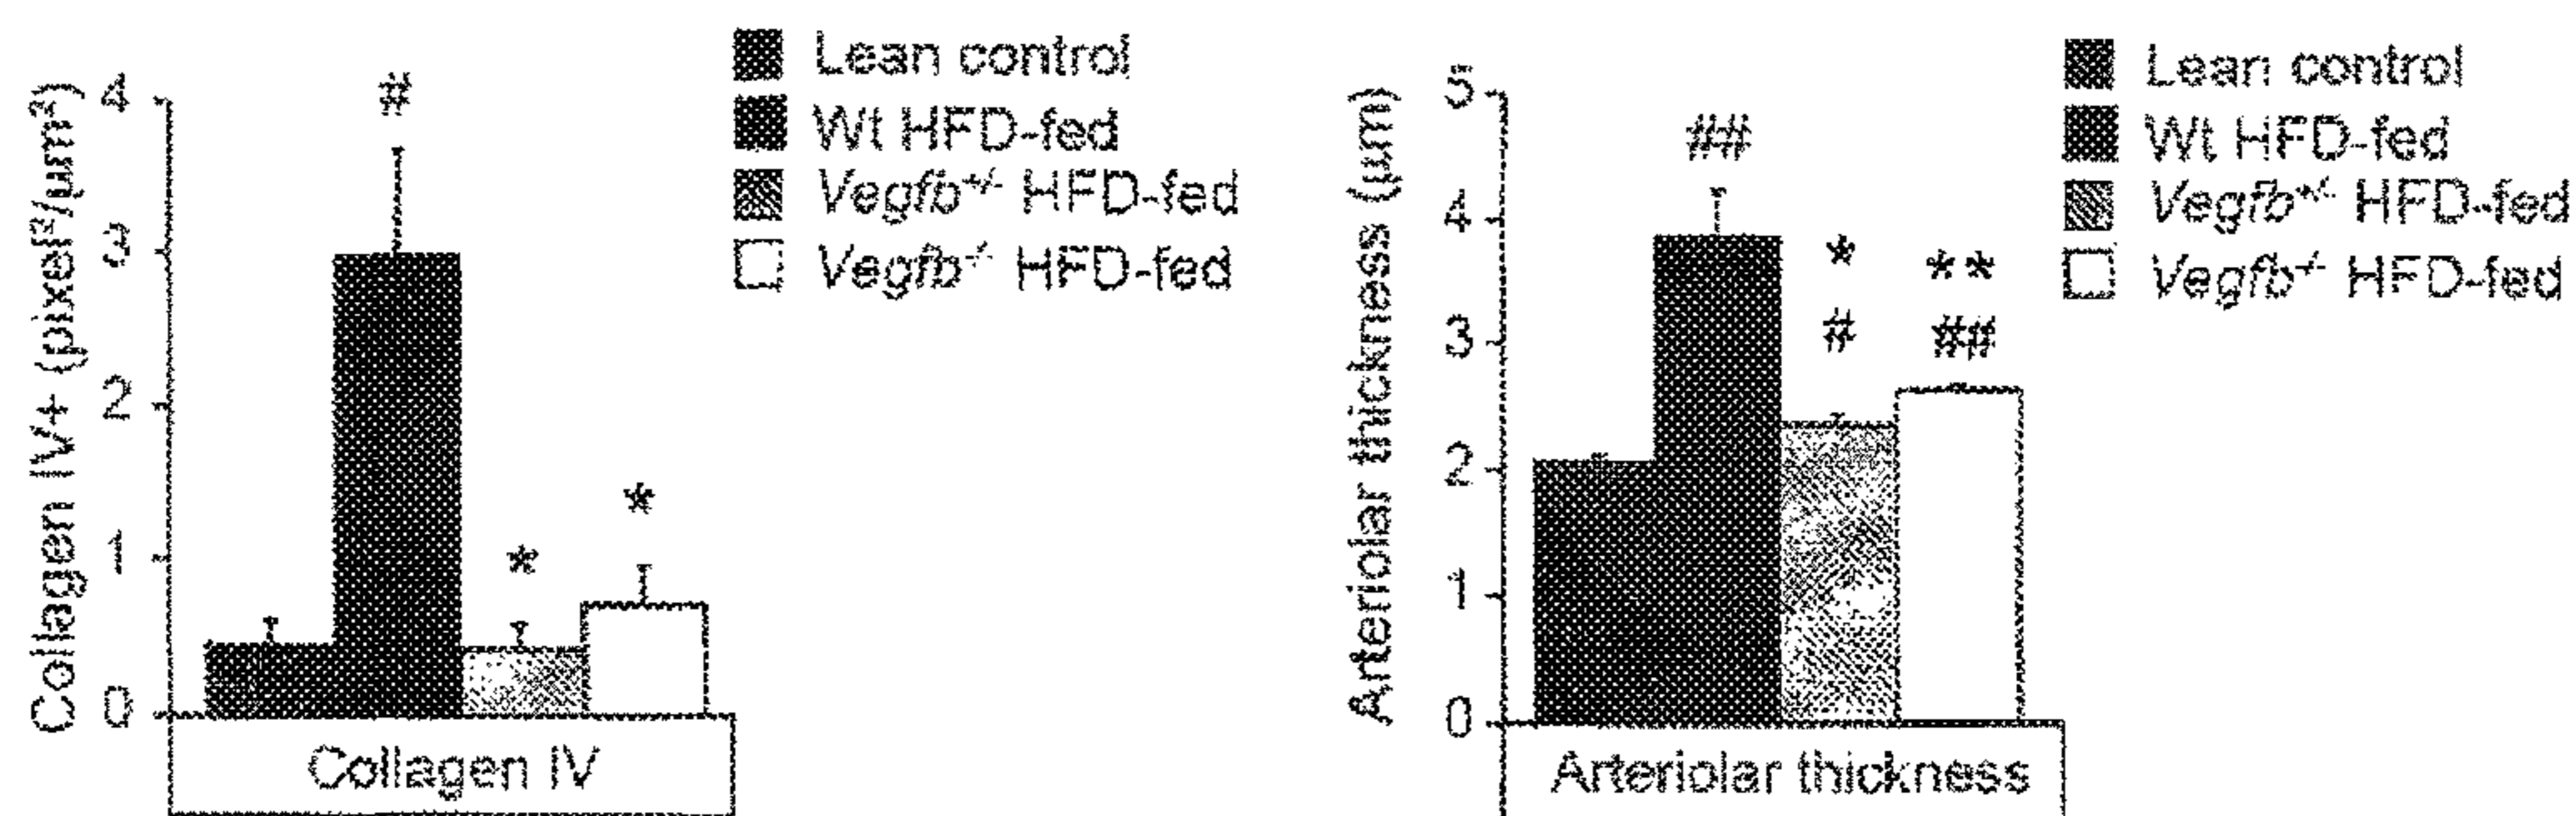 Collagen IV+ (pixel²/μm²)
4
3
2
1
0
#
*
*
Collagen IV
Lean control
Wt HFD-fed
Vegfb+/- HFD-fed
Vegfb-/- HFD-fed
Arteriolar thickness (μm)
5
4
3
2
1
0
##
*
#
**
##
Arteriolar thickness
Lean control
Wt HFD-fed
Vegfb+/- HFD-fed
Vegfb-/- HFD-fed